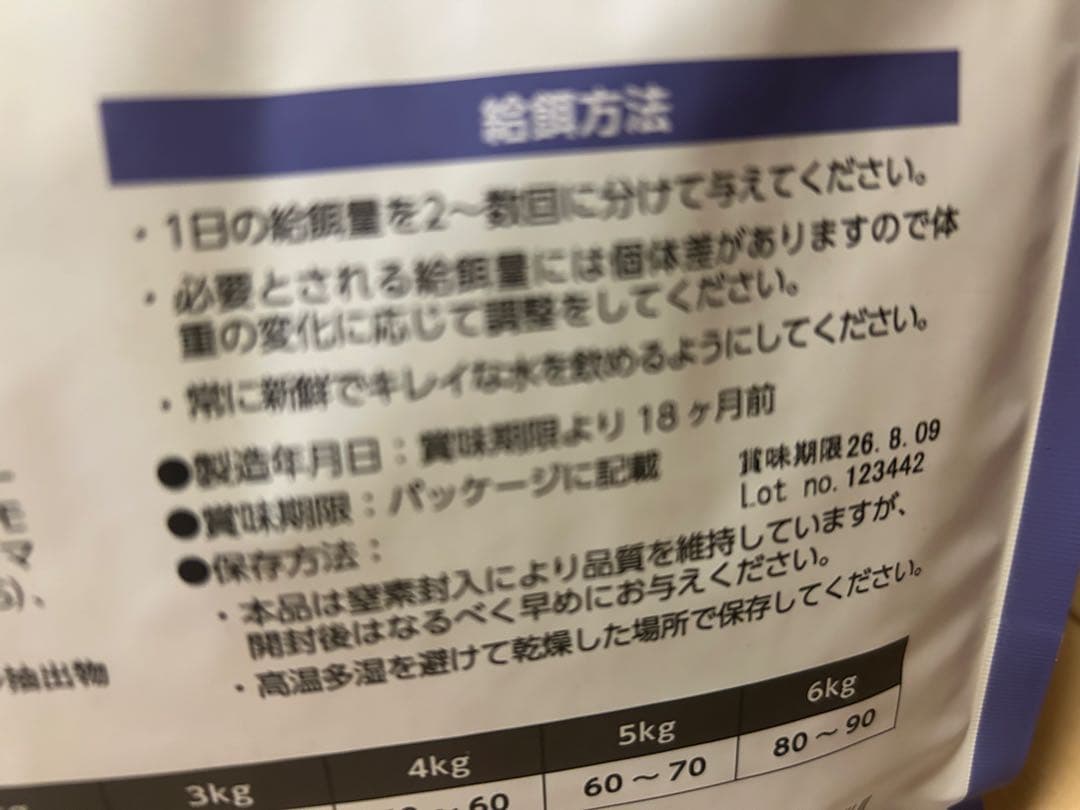 給餌方法
・1日の給餌量を2～数回に分けて与えてください。
・必要とされる給餌量には個体差がありますので体
重の変化に応じて調整をしてください。
・常に新鮮でキレイな水を飲めるようにしてください。
●製造年月日：賞味期限より18ヶ月前
●賞味期限：パッケージに記載
賞味期限26.8.09
Lot no.123442
●保存方法：
・本品は窒素封入により品質を維持していますが、
開封後はなるべく早めにお与えください。
・高温多湿を避けて乾燥した場所で保存してください。
モ
マ
、
抽出物
3kg 4kg 5kg 6kg
60 60～70 80～90